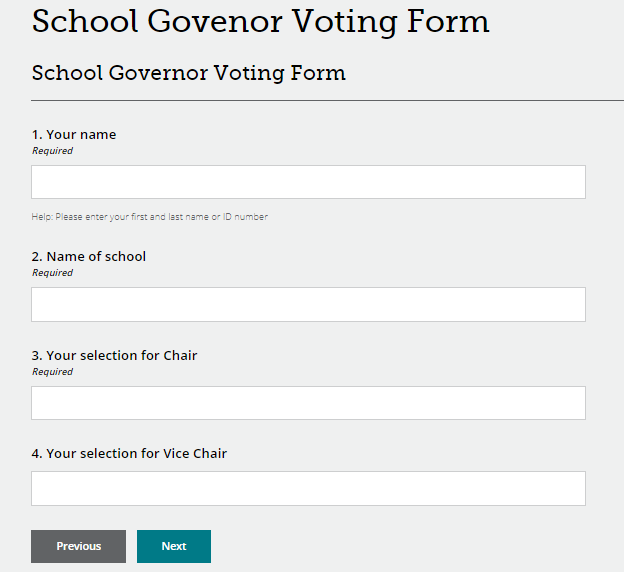 School Govenor Voting Form
School Governor Voting Form
1. Your name
Required
Help: Please enter your first and last name or ID number
2. Name of school
Required
3. Your selection for Chair
Required
4. Your selection for Vice Chair
Previous
Next